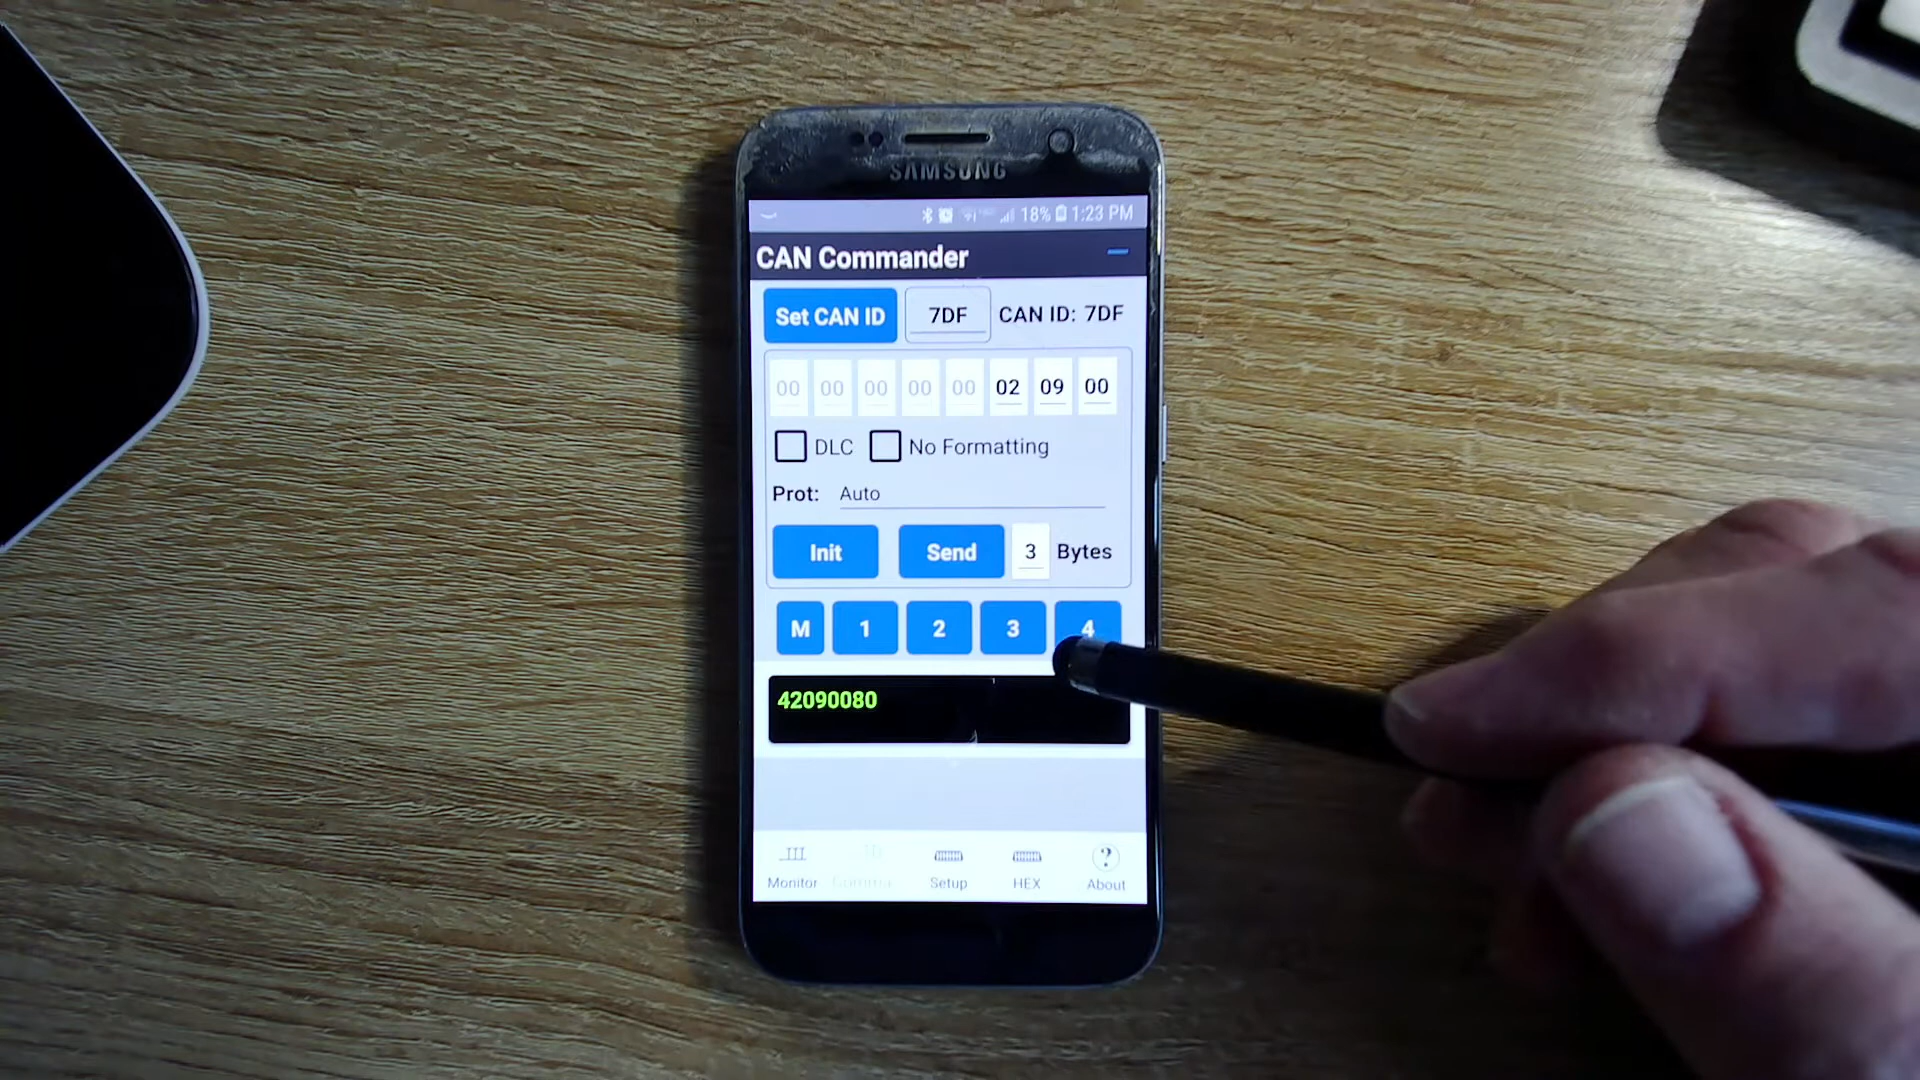 SAMSUNG
18% 1:23 PM
CAN Commander
Set CAN ID 7DF CAN ID: 7DF
00 00 00 00 00 02 09 00
DLC No Formatting
Prot: Auto
Init Send 3 Bytes
M 1 2 3 4
42090080
Monitor Setup HEX About